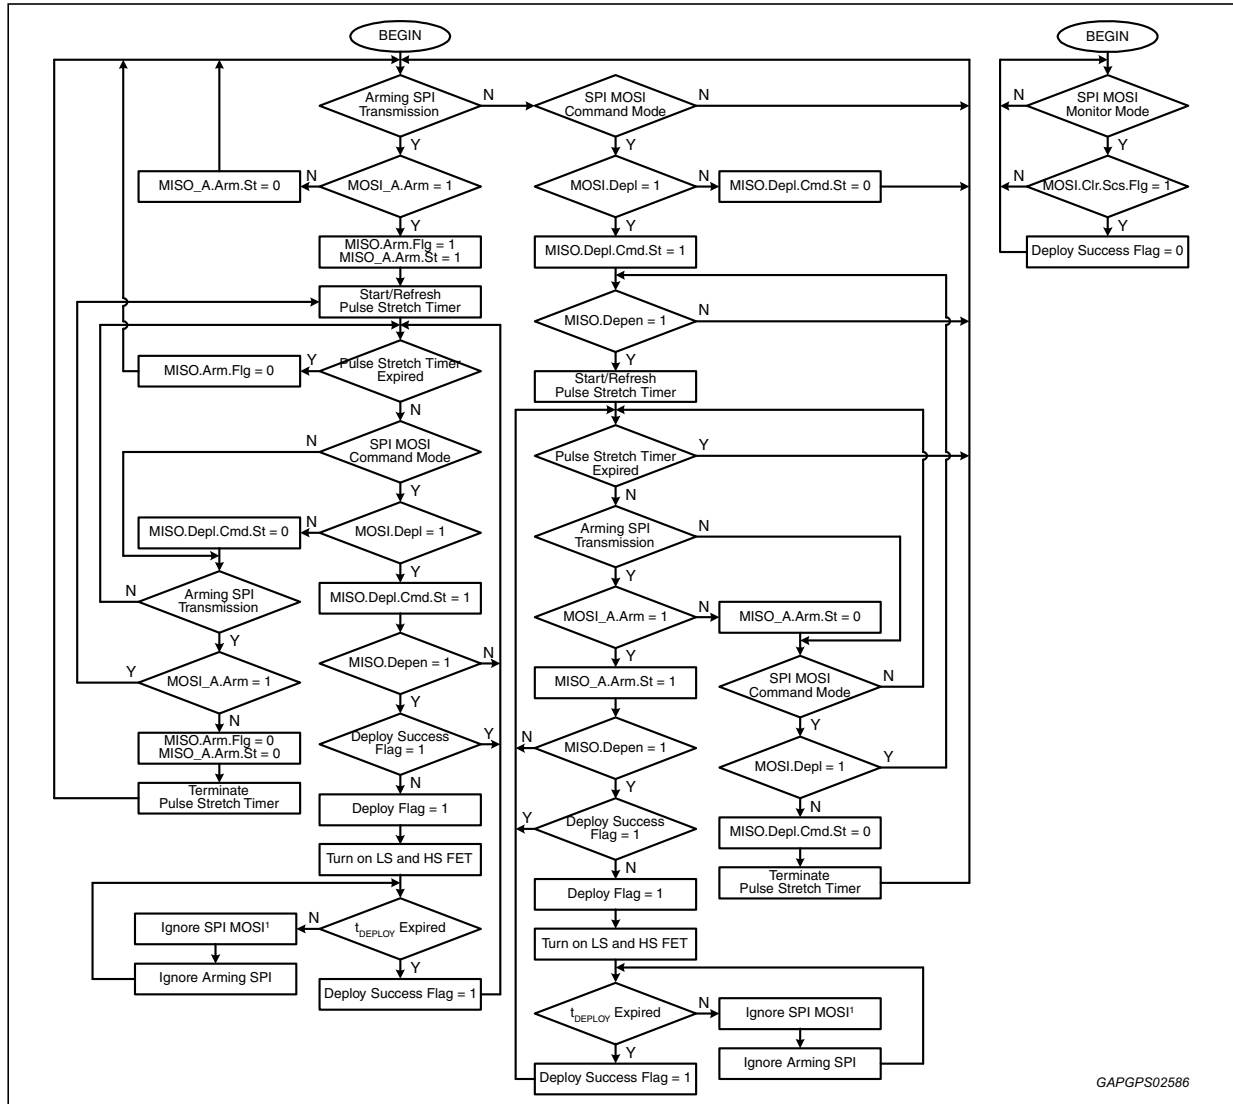 BEGIN
Arming SPI
Transmission
N
Y
MOSI_A.Arm = 1
N
MISO_A.Arm.St = 0
Y
MISO.Arm.Flg = 1
MISO_A.Arm.St = 1
Start/Refresh
Pulse Stretch Timer
Pulse Stretch Timer
Expired
Y
MISO.Arm.Flg = 0
N
SPI MOSI
Command Mode
N
Y
MOSI.Depl = 1
N
MISO.Depl.Cmd.St = 0
Arming SPI
Transmission
N
Y
MOSI_A.Arm = 1
Y
N
MISO.Arm.Flg = 0
MISO_A.Arm.St = 0
Terminate
Pulse Stretch Timer
Y
MISO.Depl.Cmd.St = 1
MISO.Depen = 1
N
Y
Deploy Success
Flag = 1
Y
N
Deploy Flag = 1
Turn on LS and HS FET
tDEPLOY Expired
N
Ignore SPI MOSI¹
Ignore Arming SPI
Y
Deploy Success Flag = 1
SPI MOSI
Command Mode
N
Y
MOSI.Depl = 1
N
MISO.Depl.Cmd.St = 0
Y
MISO.Depl.Cmd.St = 1
MISO.Depen = 1
N
Y
Start/Refresh
Pulse Stretch Timer
Pulse Stretch Timer
Expired
Y
N
Arming SPI
Transmission
N
Y
MOSI_A.Arm = 1
N
MISO_A.Arm.St = 0
Y
MISO_A.Arm.St = 1
SPI MOSI
Command Mode
N
Y
MOSI.Depl = 1
Y
N
MISO.Depl.Cmd.St = 0
Terminate
Pulse Stretch Timer
MISO.Depen = 1
N
Y
Deploy Success
Flag = 1
Y
N
Deploy Flag = 1
Turn on LS and HS FET
tDEPLOY Expired
N
Ignore SPI MOSI¹
Ignore Arming SPI
Y
Deploy Success Flag = 1
BEGIN
SPI MOSI
Monitor Mode
N
Y
MOSI.Clr.Scs.Flg = 1
N
Y
Deploy Success Flag = 0
GAPGPS02586